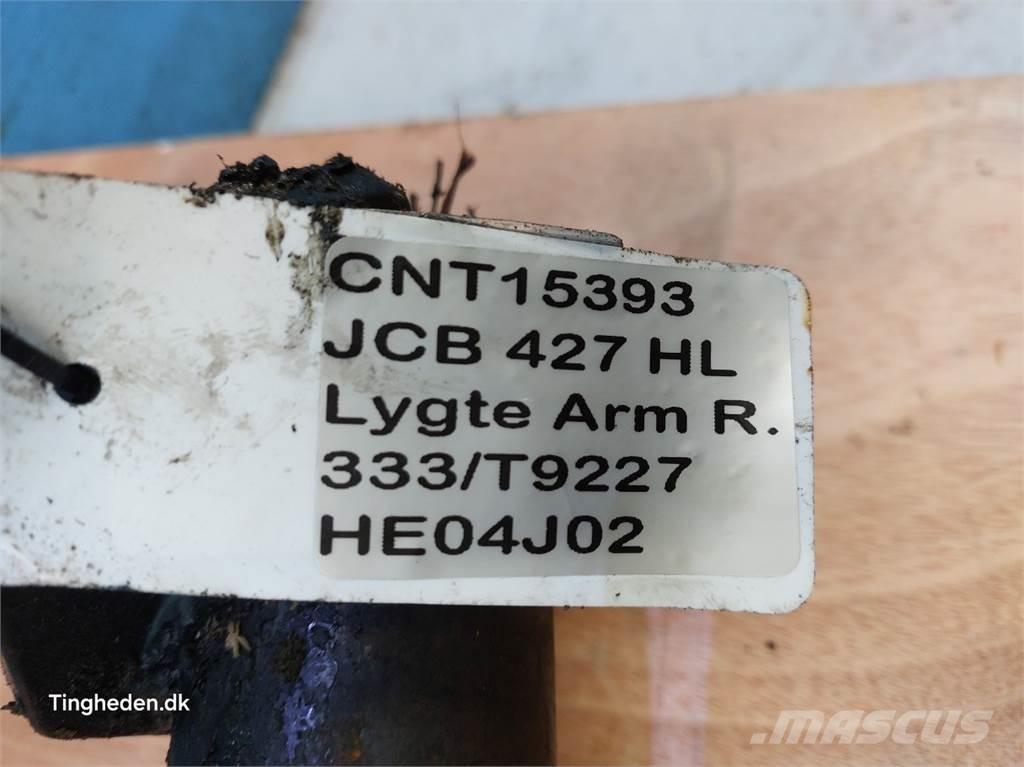 CNT15393
JCB 427 HL
Lygte Arm R.
333/T9227
HE04J02
Tingheden.dk
MASCUS